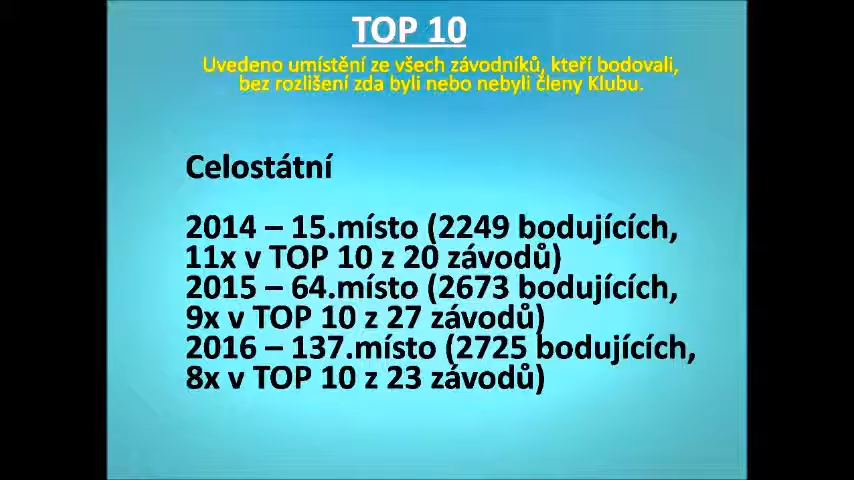 TOP 10
Uvedeno umístění ze všech závodníků, kteří bodovali,
bez rozlišení zda byli nebo nebyli členy Klubu.
Celostátní
2014 – 15.místo (2249 bodujících,
11x v TOP 10 z 20 závodů)
2015 – 64.místo (2673 bodujících,
9x v TOP 10 z 27 závodů)
2016 – 137.místo (2725 bodujících,
8x v TOP 10 z 23 závodů)